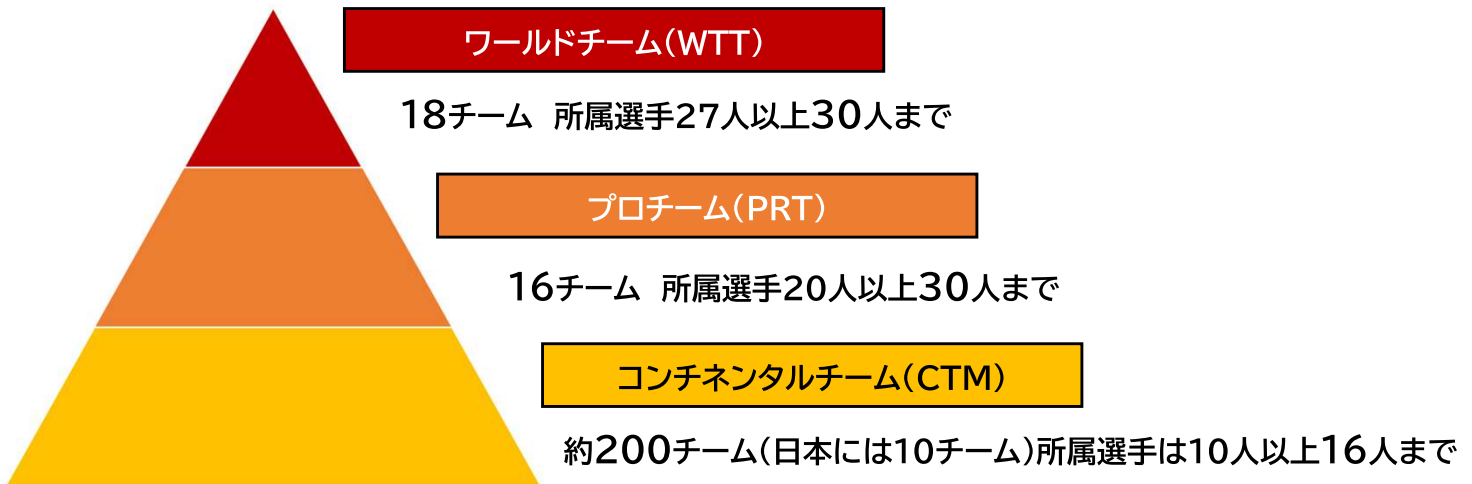 ワールドチーム(WTT)
18チーム 所属選手27人以上30人まで
プロチーム(PRT)
16チーム 所属選手20人以上30人まで
コンチネンタルチーム(CTM)
約200チーム(日本には10チーム)所属選手は10人以上16人まで